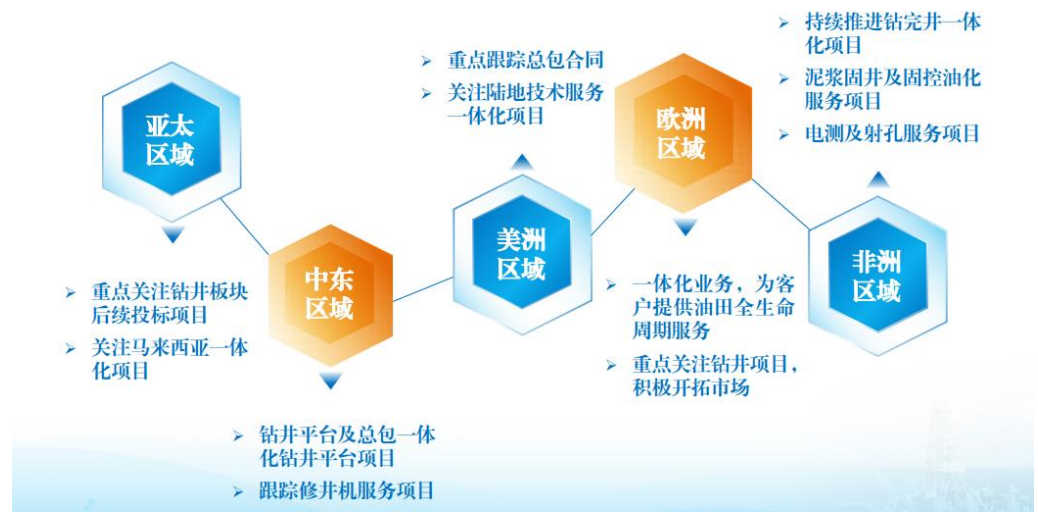 亚太
区域
➢ 重点关注钻井板块
后续投标项目
➢ 关注马来西亚一体
化项目
中东
区域
➢ 钻井平台及总包一体
化钻井平台项目
➢ 跟踪修井机服务项目
➢ 重点跟踪总包合同
➢ 关注陆地技术服务
一体化项目
美洲
区域
欧洲
区域
➢ 一体化业务，为客
户提供油田全生命
周期服务
➢ 重点关注钻井项目，
积极开拓市场
➢ 持续推进钻完井一体
化项目
➢ 泥浆固井及固控油化
服务项目
➢ 电测及射孔服务项目
非洲
区域